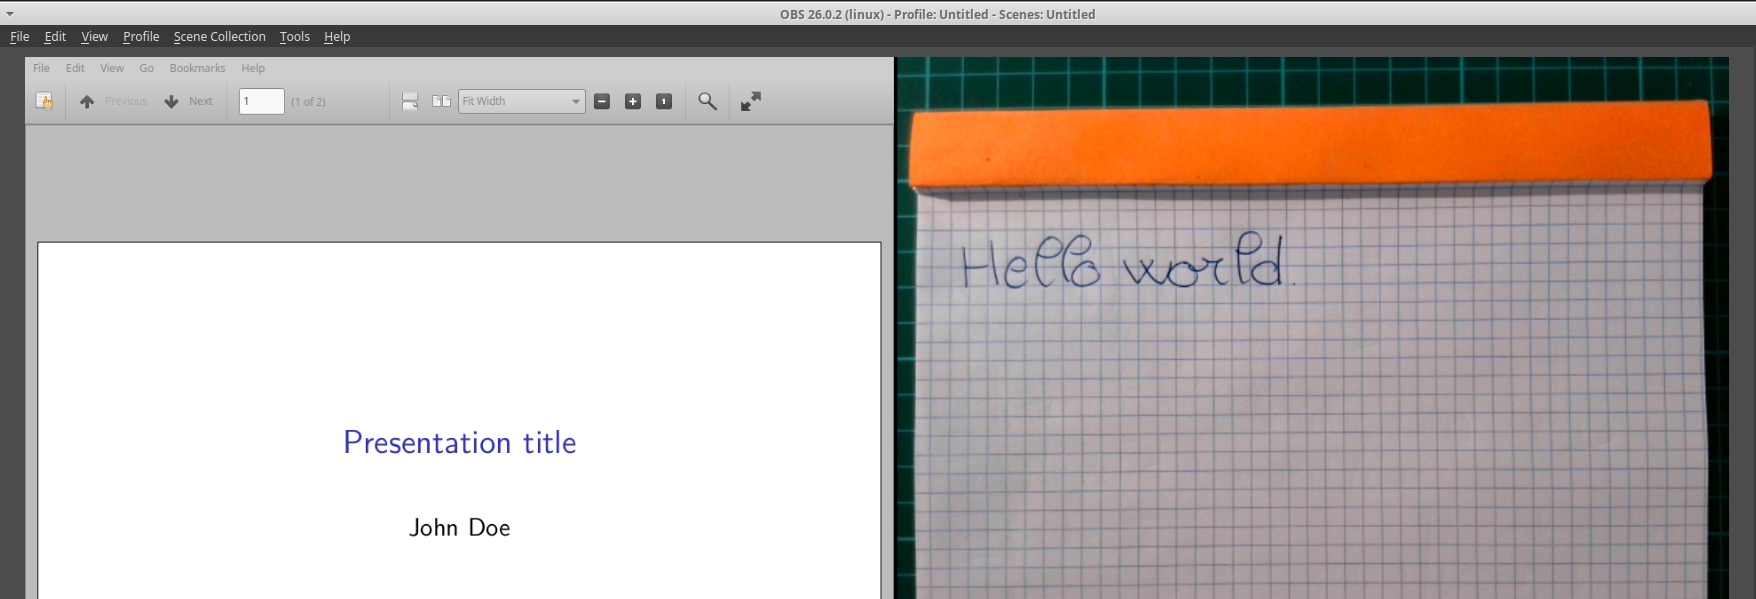 OBS 26.0.2 (linux) - Profile: Untitled - Scenes: Untitled
File Edit View Profile Scene Collection Tools Help
File Edit View Go Bookmarks Help
Previous Next 1 (1 of 2) Fit Width 1
Presentation title
John Doe
Hello world.